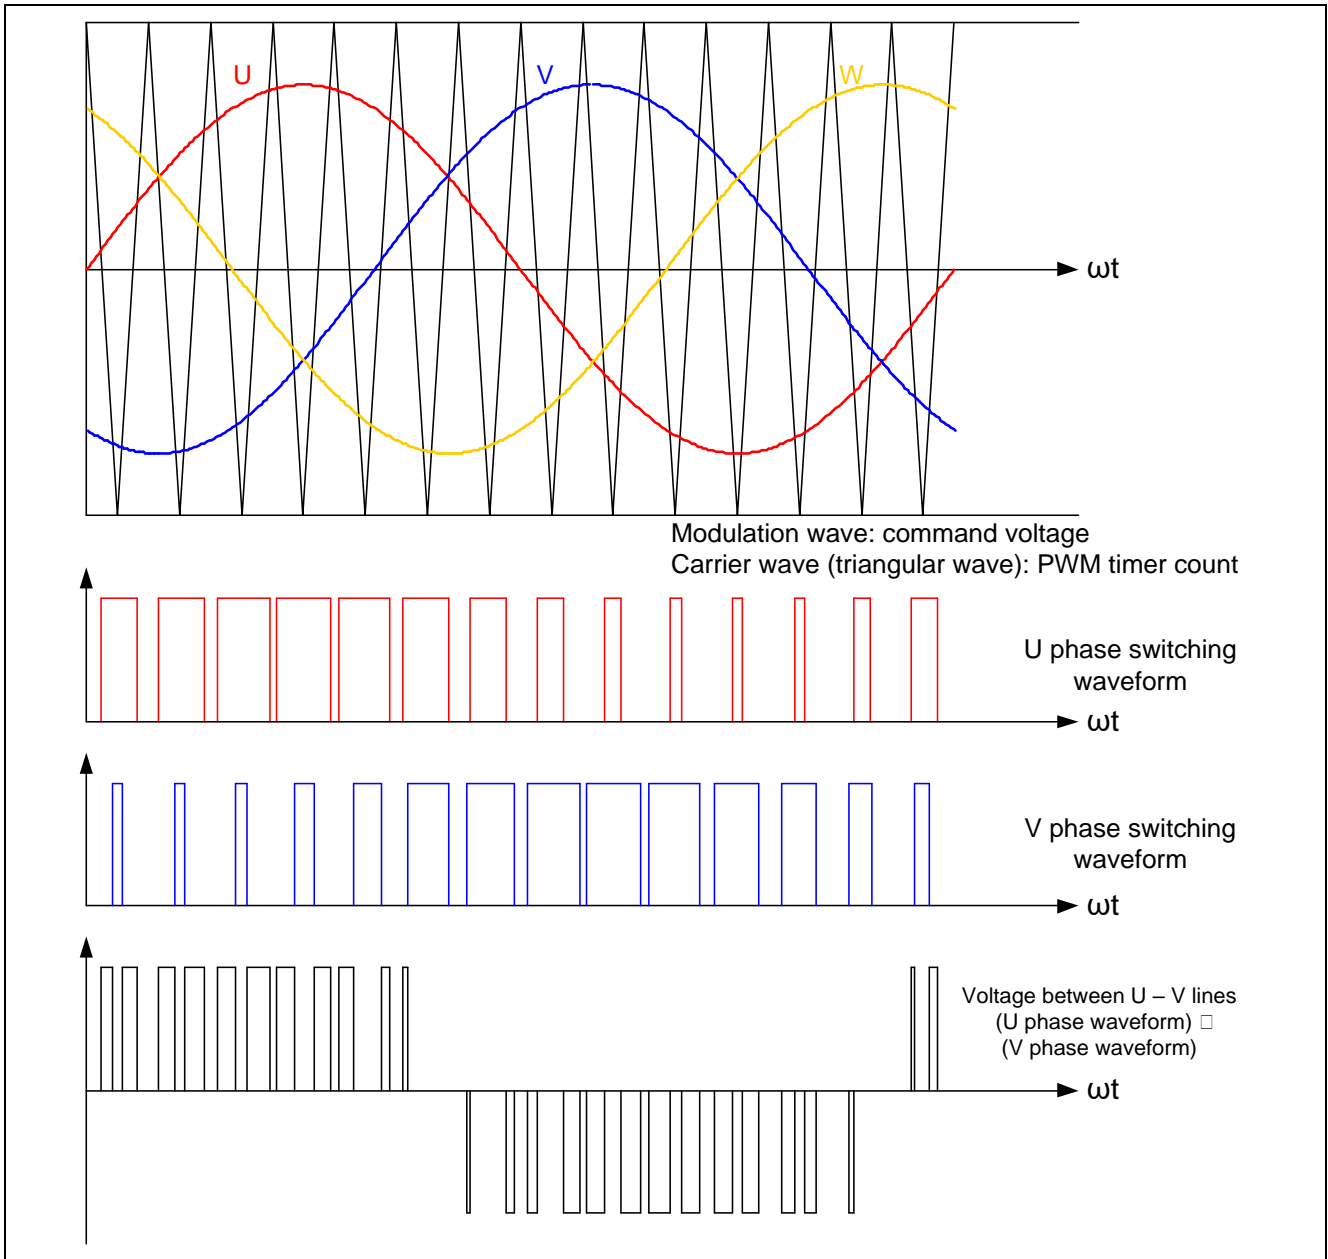 U
V
W
ωt
Modulation wave: command voltage
Carrier wave (triangular wave): PWM timer count
U phase switching
waveform
ωt
V phase switching
waveform
ωt
Voltage between U – V lines
(U phase waveform) □
(V phase waveform)
ωt